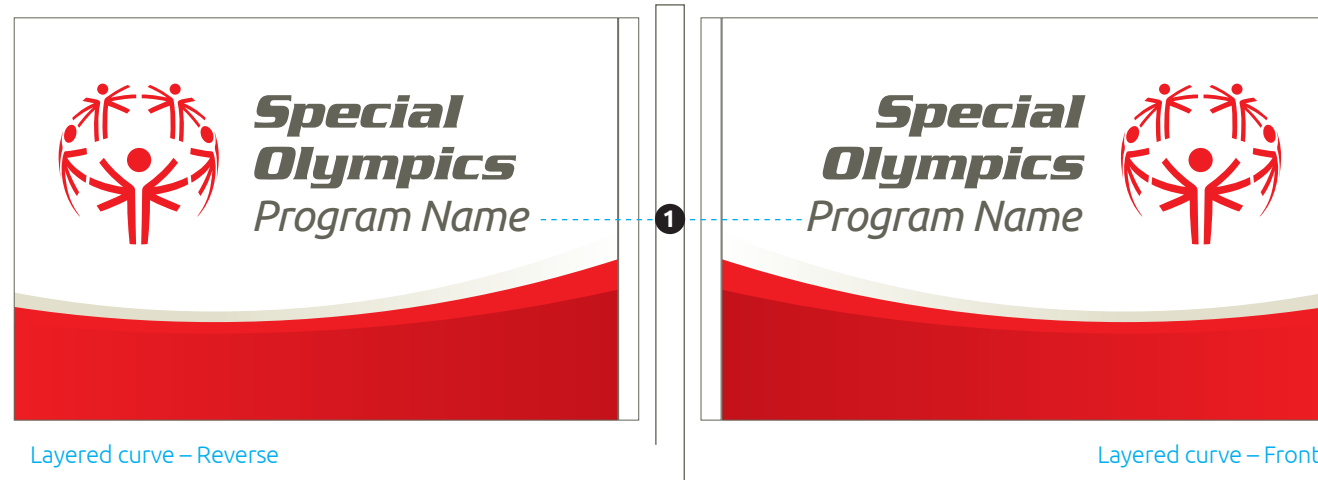 Special
Olympics
Program Name
1
Special
Olympics
Program Name
Layered curve – Reverse
Layered curve – Front